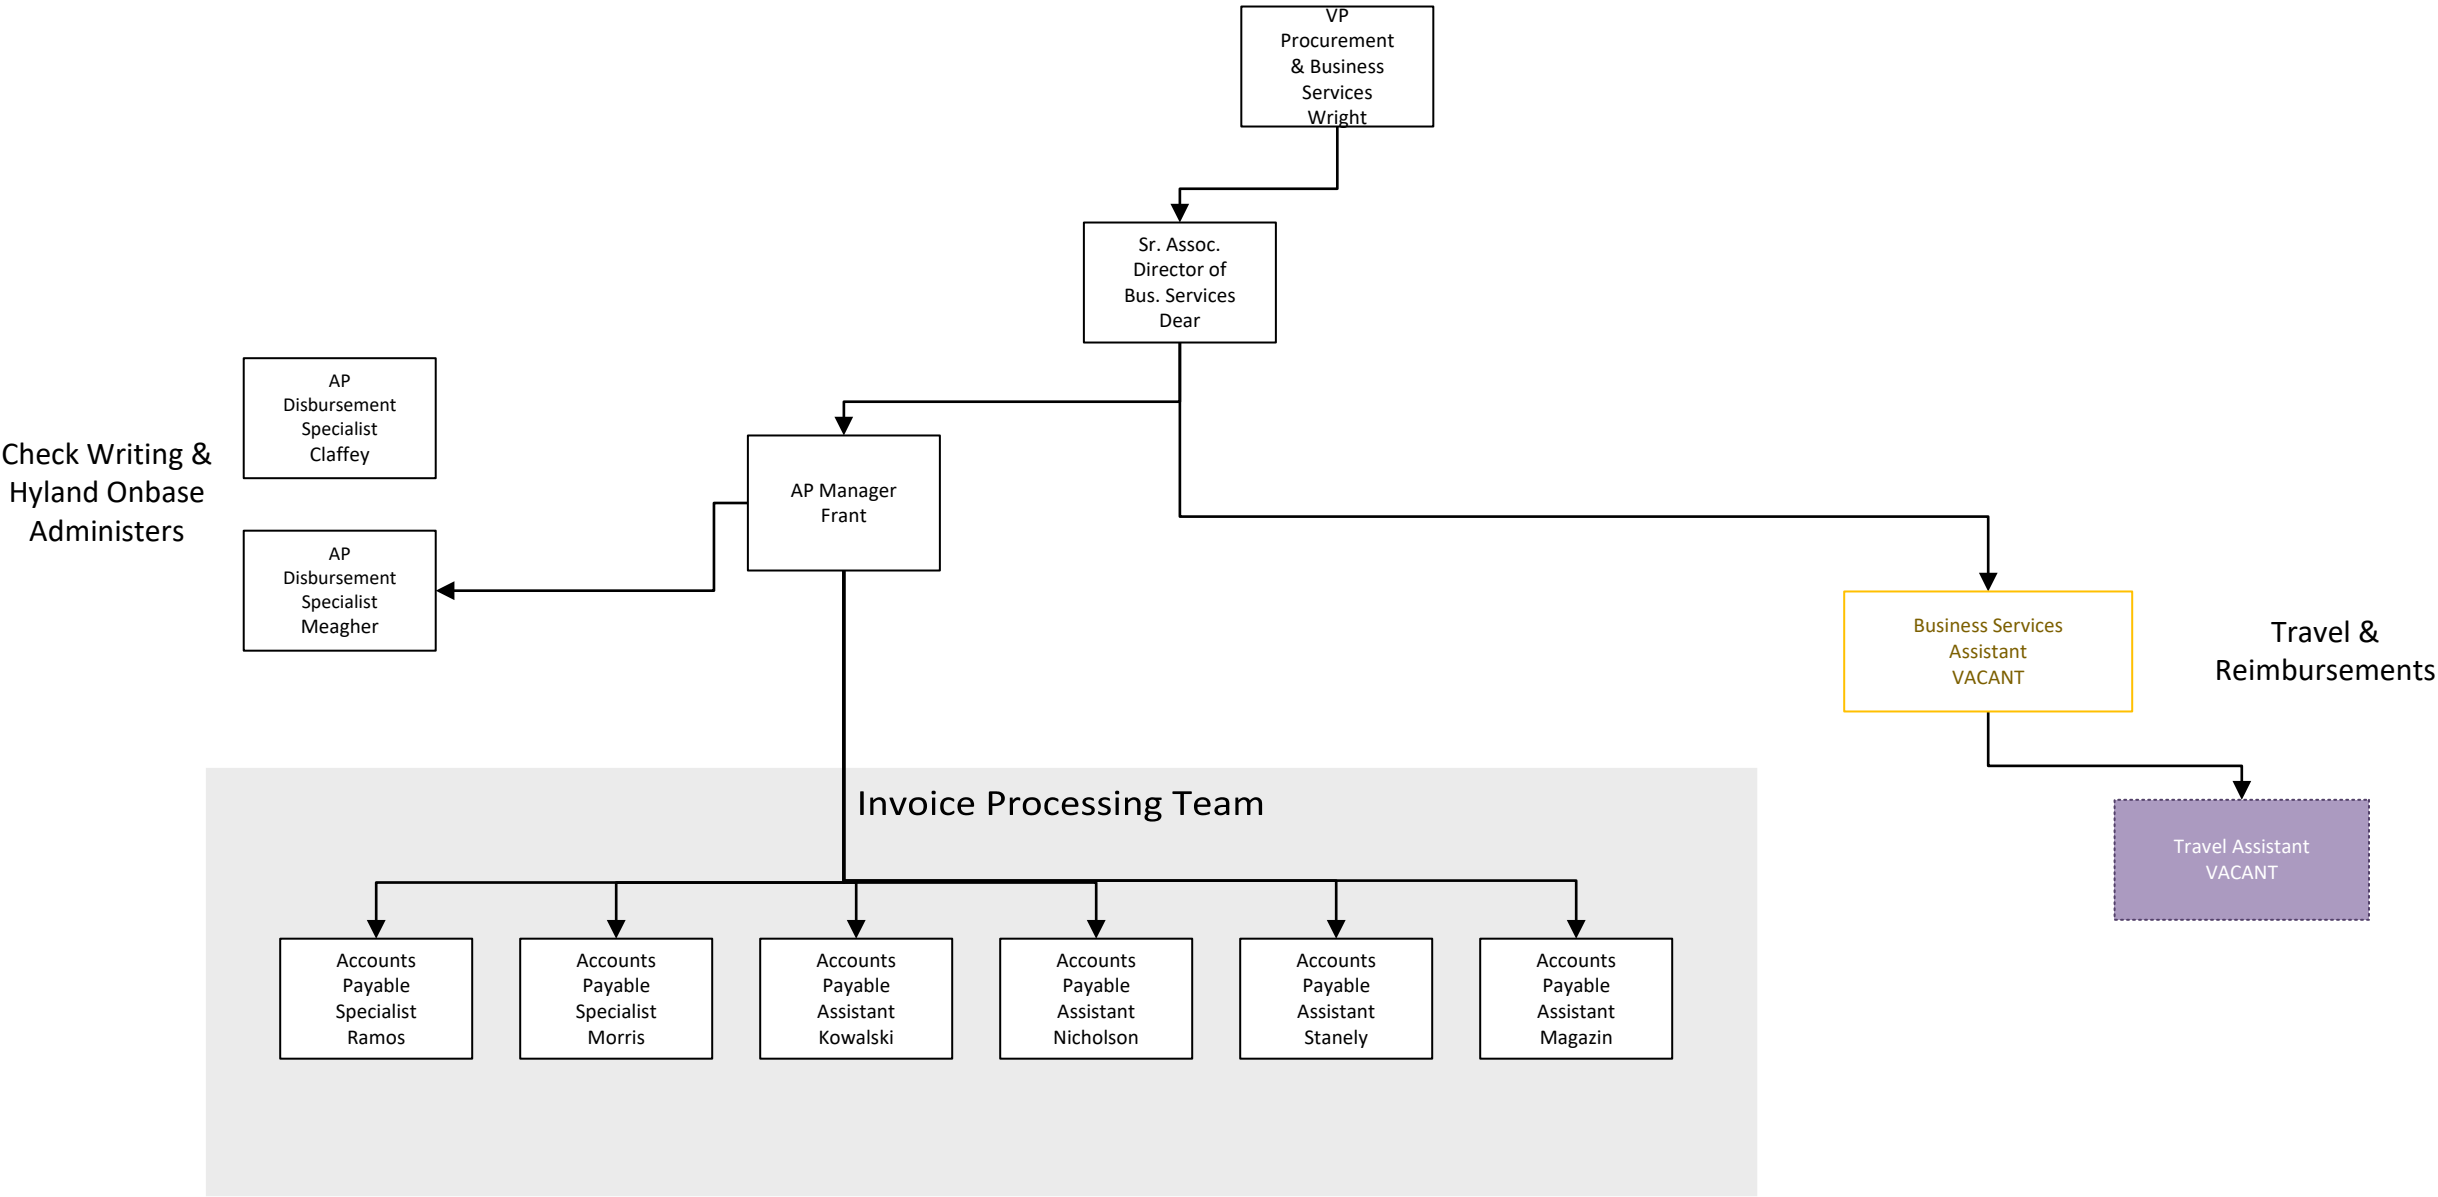 VP
Procurement
& Business
Services
Wright
Sr. Assoc.
Director of
Bus. Services
Dear
AP
Disbursement
Specialist
Claffey
Check Writing &
Hyland Onbase
Administers
AP Manager
Frant
AP
Disbursement
Specialist
Meagher
Business Services
Assistant
VACANT
Travel &
Reimbursements
Invoice Processing Team
Travel Assistant
VACANT
Accounts
Payable
Specialist
Ramos
Accounts
Payable
Specialist
Morris
Accounts
Payable
Assistant
Kowalski
Accounts
Payable
Assistant
Nicholson
Accounts
Payable
Assistant
Stanely
Accounts
Payable
Assistant
Magazin